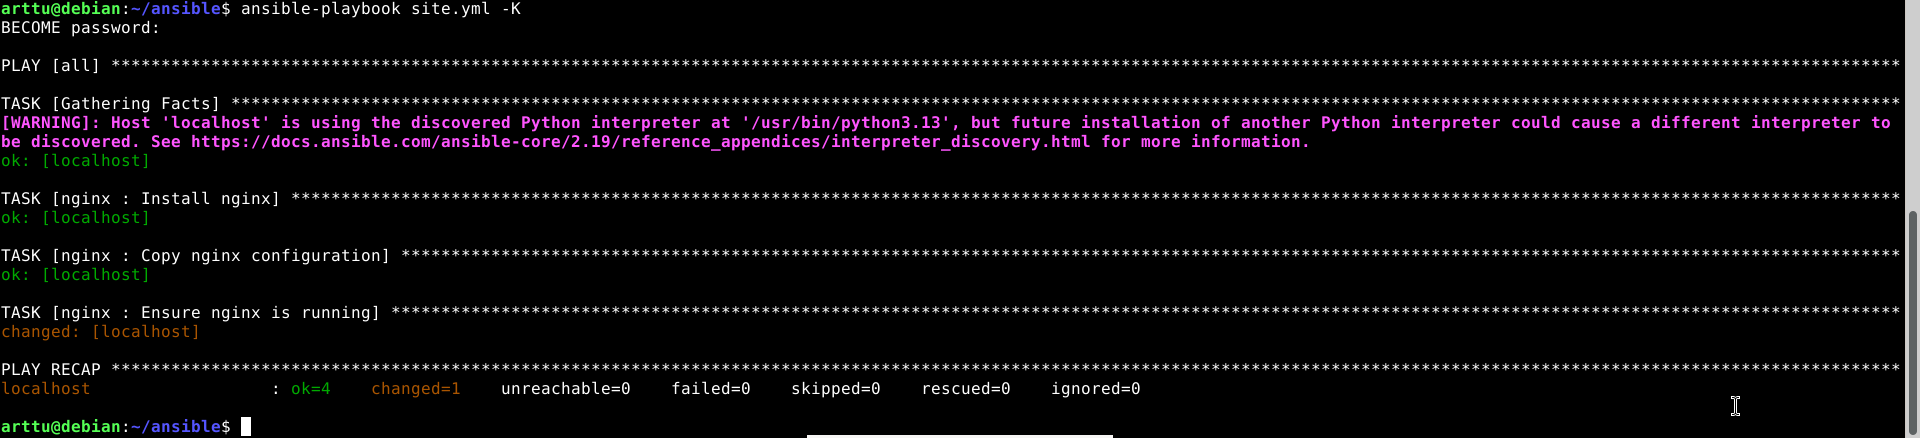 arttu@debian:~/ansible$ ansible-playbook site.yml -K
BECOME password:
PLAY [all] ***********************************************************************************************************************************************************************************
TASK [Gathering Facts] ***********************************************************************************************************************************************************************
[WARNING]: Host 'localhost' is using the discovered Python interpreter at '/usr/bin/python3.13', but future installation of another Python interpreter could cause a different interpreter to
be discovered. See https://docs.ansible.com/ansible-core/2.19/reference_appendices/interpreter_discovery.html for more information.
ok: [localhost]
TASK [nginx : Install nginx] *****************************************************************************************************************************************************************
ok: [localhost]
TASK [nginx : Copy nginx configuration] ******************************************************************************************************************************************************
ok: [localhost]
TASK [nginx : Ensure nginx is running] *******************************************************************************************************************************************************
changed: [localhost]
PLAY RECAP ***********************************************************************************************************************************************************************************
localhost                  : ok=4    changed=1    unreachable=0    failed=0    skipped=0    rescued=0    ignored=0
arttu@debian:~/ansible$